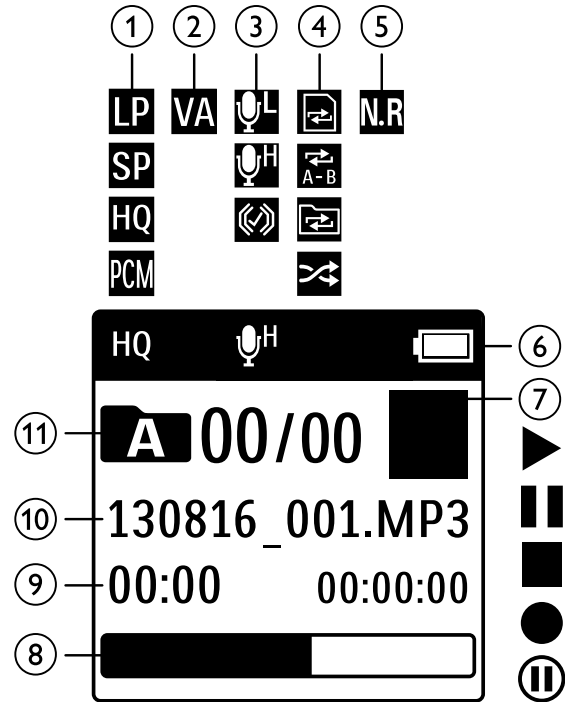 1 2 3 4 5
LP VA L N.R
SP H A-B
HQ
PCM
HQ H 6
7
11 A 00/00
10 130816_001.MP3
9 00:00 00:00:00
8